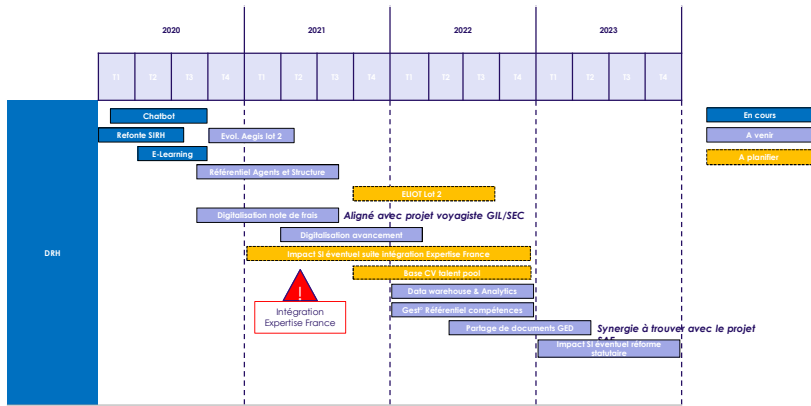 2020
2021
2022
2023
T1
T2
T3
T4
T1
T2
T3
T4
T1
T2
T3
T4
T1
T2
T3
T4
DRH
Chatbot
En cours
Refonte SIRH
Evol. Aegis lot 2
A venir
E-Learning
A planifier
Référentiel Agents et Structure
ELIOT Lot 2
Digitalisation note de frais
Aligné avec projet voyagiste GIL/SEC
Digitalisation avancement
Impact SI éventuel suite intégration Expertise France
Base CV talent pool
!
Intégration
Expertise France
Data warehouse & Analytics
Gest° Référentiel compétences
Partage de documents GED
Synergie à trouver avec le projet
SAE
Impact SI éventuel réforme
statutaire